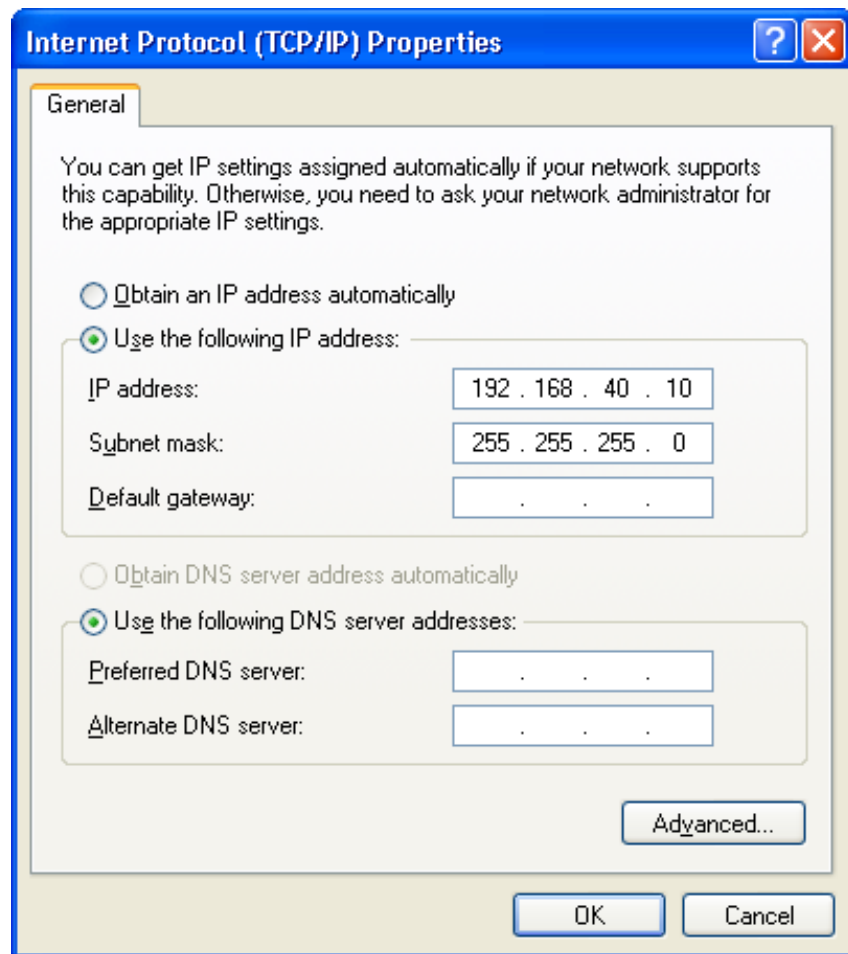 Internet Protocol (TCP/IP) Properties
General
You can get IP settings assigned automatically if your network supports
this capability. Otherwise, you need to ask your network administrator for
the appropriate IP settings.
Obtain an IP address automatically
Use the following IP address:
IP address: 192 . 168 . 40 . 10
Subnet mask: 255 . 255 . 255 . 0
Default gateway: . . .
Obtain DNS server address automatically
Use the following DNS server addresses:
Preferred DNS server: . . .
Alternate DNS server: . . .
Advanced...
OK Cancel